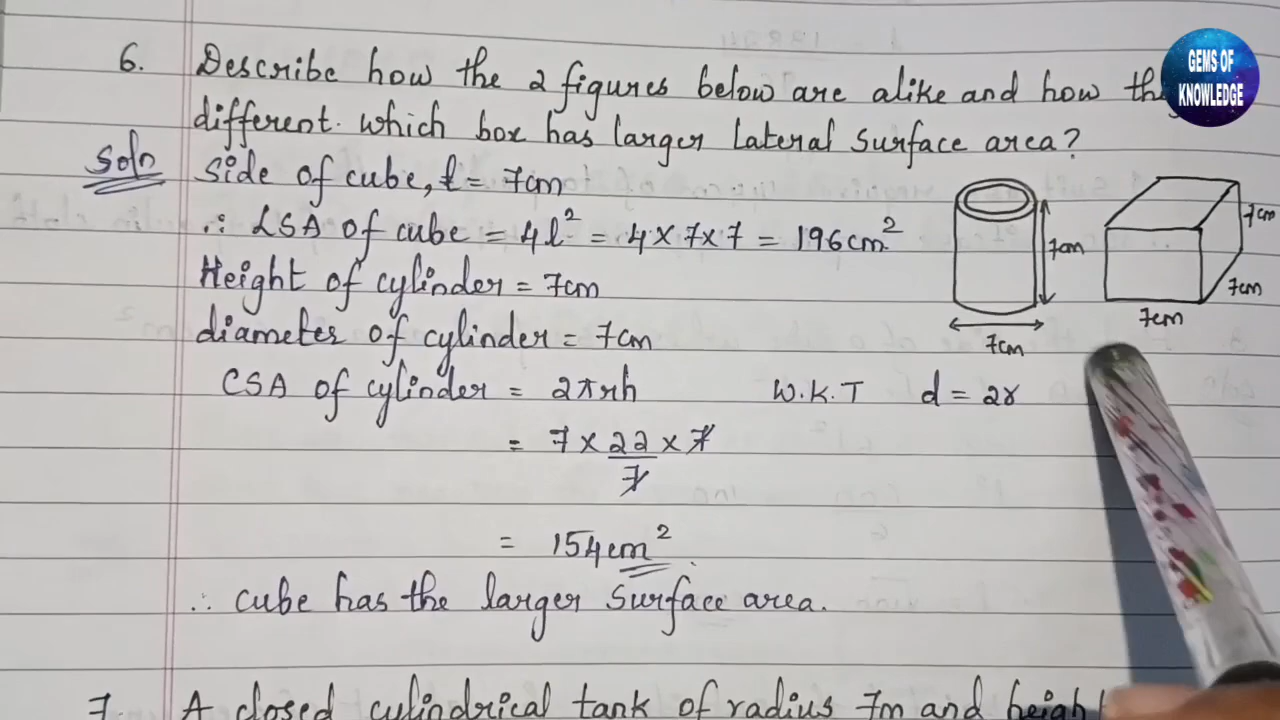 GEMS OF
KNOWLEDGE
6. Describe how the 2 figures below are alike and how
different. which box has larger Lateral Surface area?
Soln Side of cube, l = 7cm
∴ LSA of cube = 4l² = 4 × 7 × 7 = 196cm²
Height of cylinder = 7cm
diameter of cylinder = 7cm
CSA of cylinder = 2πrh W.K.T d = 2r
= 7 × 22/7 × 7
= 154cm²
∴ cube has the larger surface area.
7cm
7cm
7cm
7cm
7cm
7. A closed cylindrical tank of radius 7m and